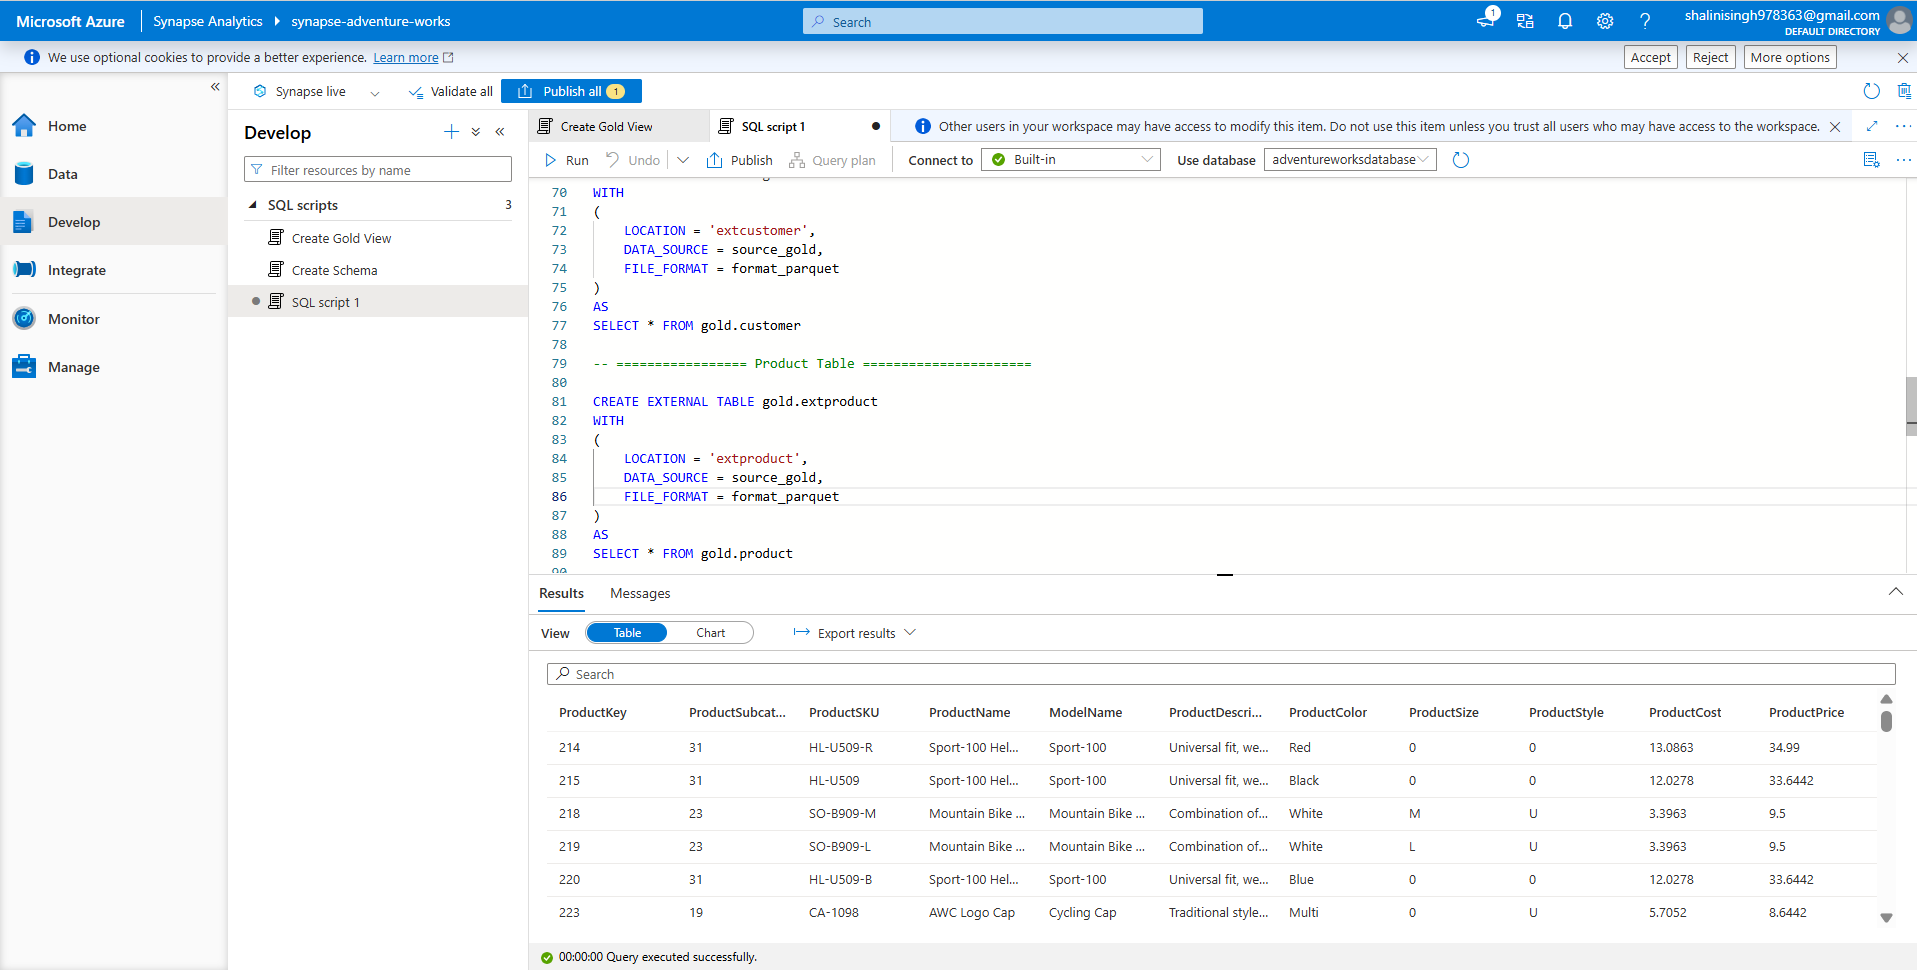 Microsoft Azure Synapse Analytics synapse-adventure-works Search 1 shalinisingh978363@gmail.com
DEFAULT DIRECTORY
We use optional cookies to provide a better experience. Learn more Accept Reject More options
Synapse live Validate all Publish all 1
Home
Data
Develop
Integrate
Monitor
Manage
Develop
Filter resources by name
SQL scripts 3
Create Gold View
Create Schema
SQL script 1
Create Gold View SQL script 1 Other users in your workspace may have access to modify this item. Do not use this item unless you trust all users who may have access to the workspace.
Run Undo Publish Query plan Connect to Built-in Use database adventureworksdatabase
70 WITH
71 (
72 LOCATION = 'extcustomer',
73 DATA_SOURCE = source_gold,
74 FILE_FORMAT = format_parquet
75 )
76 AS
77 SELECT * FROM gold.customer
78
79 -- ================= Product Table ======================
80
81 CREATE EXTERNAL TABLE gold.extproduct
82 WITH
83 (
84 LOCATION = 'extproduct',
85 DATA_SOURCE = source_gold,
86 FILE_FORMAT = format_parquet
87 )
88 AS
89 SELECT * FROM gold.product
90
Results Messages
View Table Chart Export results
Search
ProductKey ProductSubcat... ProductSKU ProductName ModelName ProductDescri... ProductColor ProductSize ProductStyle ProductCost ProductPrice
214 31 HL-U509-R Sport-100 Hel... Sport-100 Universal fit, we... Red 0 0 13.0863 34.99
215 31 HL-U509 Sport-100 Hel... Sport-100 Universal fit, we... Black 0 0 12.0278 33.6442
218 23 SO-B909-M Mountain Bike ... Mountain Bike ... Combination of... White M U 3.3963 9.5
219 23 SO-B909-L Mountain Bike ... Mountain Bike ... Combination of... White L U 3.3963 9.5
220 31 HL-U509-B Sport-100 Hel... Sport-100 Universal fit, we... Blue 0 0 12.0278 33.6442
223 19 CA-1098 AWC Logo Cap Cycling Cap Traditional style... Multi 0 U 5.7052 8.6442
00:00:00 Query executed successfully.